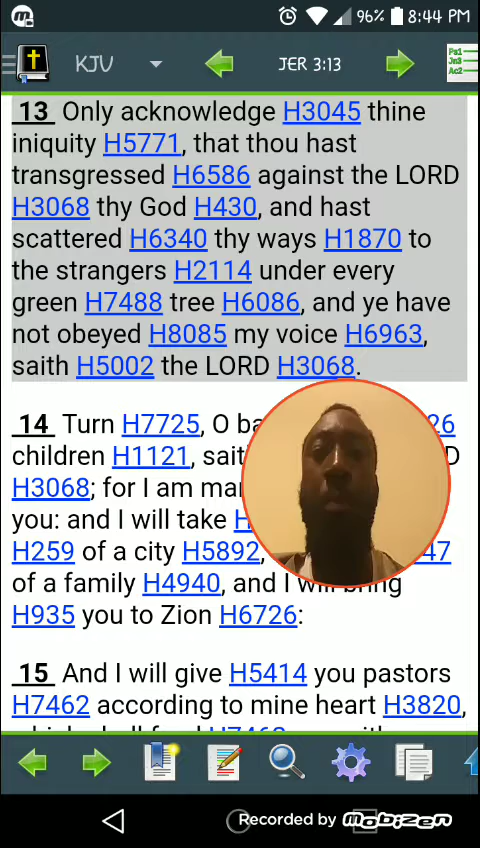 96% 8:44 PM
KJV JER 3:13 Ps1
Jn3
Ac2
13 Only acknowledge H3045 thine
iniquity H5771, that thou hast
transgressed H6586 against the LORD
H3068 thy God H430, and hast
scattered H6340 thy ways H1870 to
the strangers H2114 under every
green H7488 tree H6086, and ye have
not obeyed H8085 my voice H6963,
saith H5002 the LORD H3068.
14 Turn H7725, O
children H1121,
H3068; for I am
you: and I will take
H259 of a city H5892,
of a family H4940, and I will bring
H935 you to Zion H6726:
15 And I will give H5414 you pastors
H7462 according to mine heart H3820,
Recorded by Mobizen